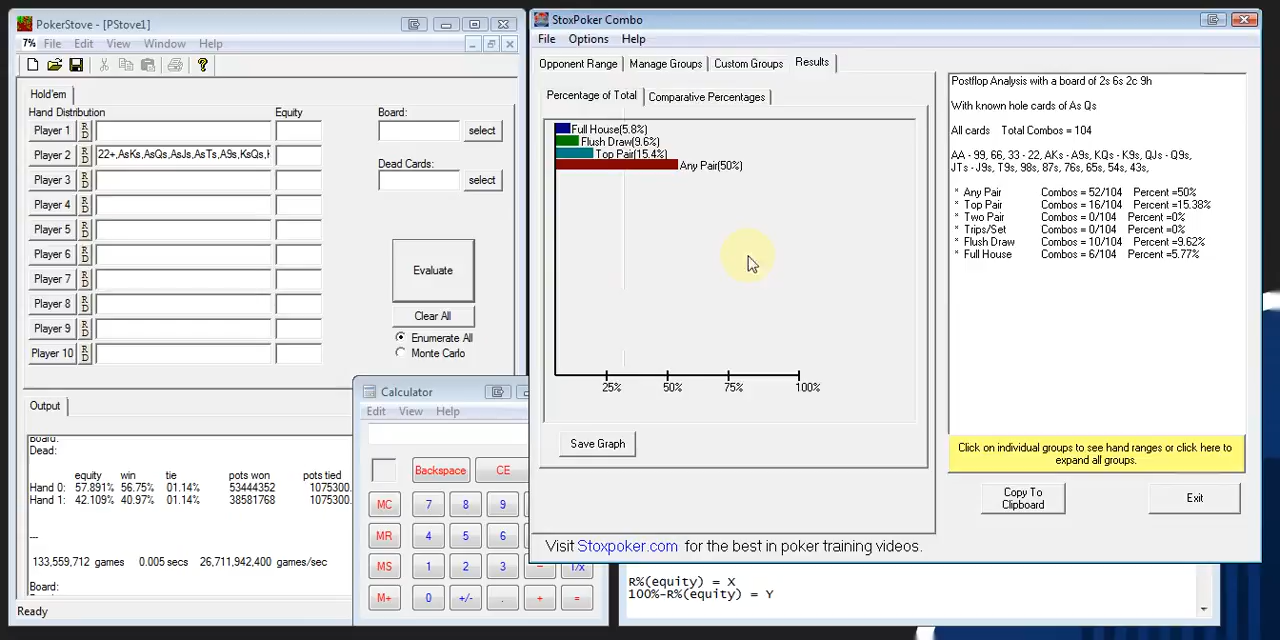 PokerStove - [PStove1]
7% File Edit View Window Help
Hold'em
Hand Distribution Equity Board:
Player 1 R D select
Player 2 R D 22+,AsKs,AsQs,AsJs,AsTs,A9s,KsQs,
Dead Cards:
Player 3 R D select
Player 4 R D
Player 5 R D
Player 6 R D
Player 7 R D
Player 8 R D
Player 9 R D
Player 10 R D
Evaluate
Clear All
Enumerate All
Monte Carlo
Output
Board:
Dead:
equity win tie pots won pots tied
Hand 0: 57.891% 56.75% 01.14% 53444352 1075300.
Hand 1: 42.109% 40.97% 01.14% 38581768 1075300.
---
133,559,712 games 0.005 secs 26,711,942,400 games/sec
Board:
Ready
Calculator
Edit View Help
Backspace CE
MC 7 8 9
MR 4 5 6
MS 1 2 3 - 1/x
M+ 0 +/- . + =
StoxPoker Combo
File Options Help
Opponent Range Manage Groups Custom Groups Results
Percentage of Total Comparative Percentages
Full House(5.8%)
Flush Draw(9.6%)
Top Pair(15.4%)
Any Pair(50%)
25% 50% 75% 100%
Save Graph
Postflop Analysis with a board of 2s 6s 2c 9h
With known hole cards of As Qs
All cards Total Combos = 104
AA - 99, 66, 33 - 22, AKs - A9s, KQs - K9s, QJs - Q9s,
JTs - J9s, T9s, 98s, 87s, 76s, 65s, 54s, 43s,
* Any Pair Combos = 52/104 Percent =50%
* Top Pair Combos = 16/104 Percent =15.38%
* Two Pair Combos = 0/104 Percent =0%
* Trips/Set Combos = 0/104 Percent =0%
* Flush Draw Combos = 10/104 Percent =9.62%
* Full House Combos = 6/104 Percent =5.77%
Click on individual groups to see hand ranges or click here to
expand all groups.
Copy To
Clipboard
Exit
Visit Stoxpoker.com for the best in poker training videos.
R%(equity) = X
100%-R%(equity) = Y